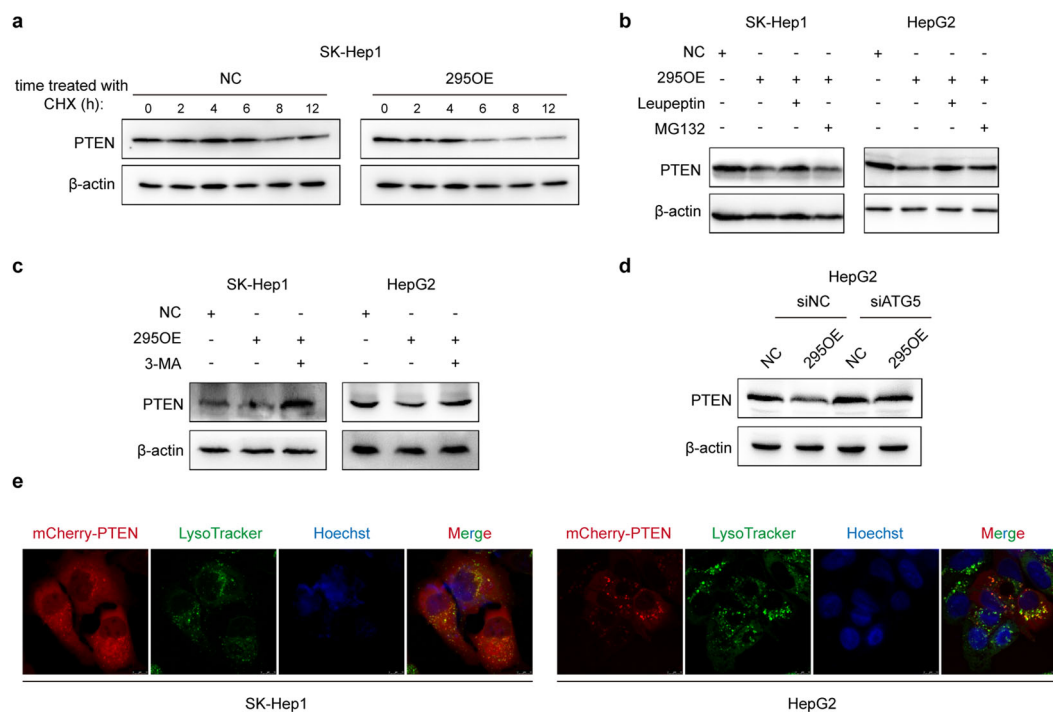 a
SK-Hep1
time treated with CHX (h):
NC
295OE
0 2 4 6 8 12
0 2 4 6 8 12
PTEN
β-actin
b
SK-Hep1
HepG2
NC + - - - + - - -
295OE - + + + - + + +
Leupeptin - - + - - - + -
MG132 - - - + - - - +
PTEN
β-actin
c
SK-Hep1
HepG2
NC + - - + - -
295OE - + + - + +
3-MA - - + - - +
PTEN
β-actin
d
HepG2
siNC
siATG5
NC
295OE
NC
295OE
PTEN
β-actin
e
mCherry-PTEN LysoTracker Hoechst Merge
mCherry-PTEN LysoTracker Hoechst Merge
SK-Hep1
HepG2